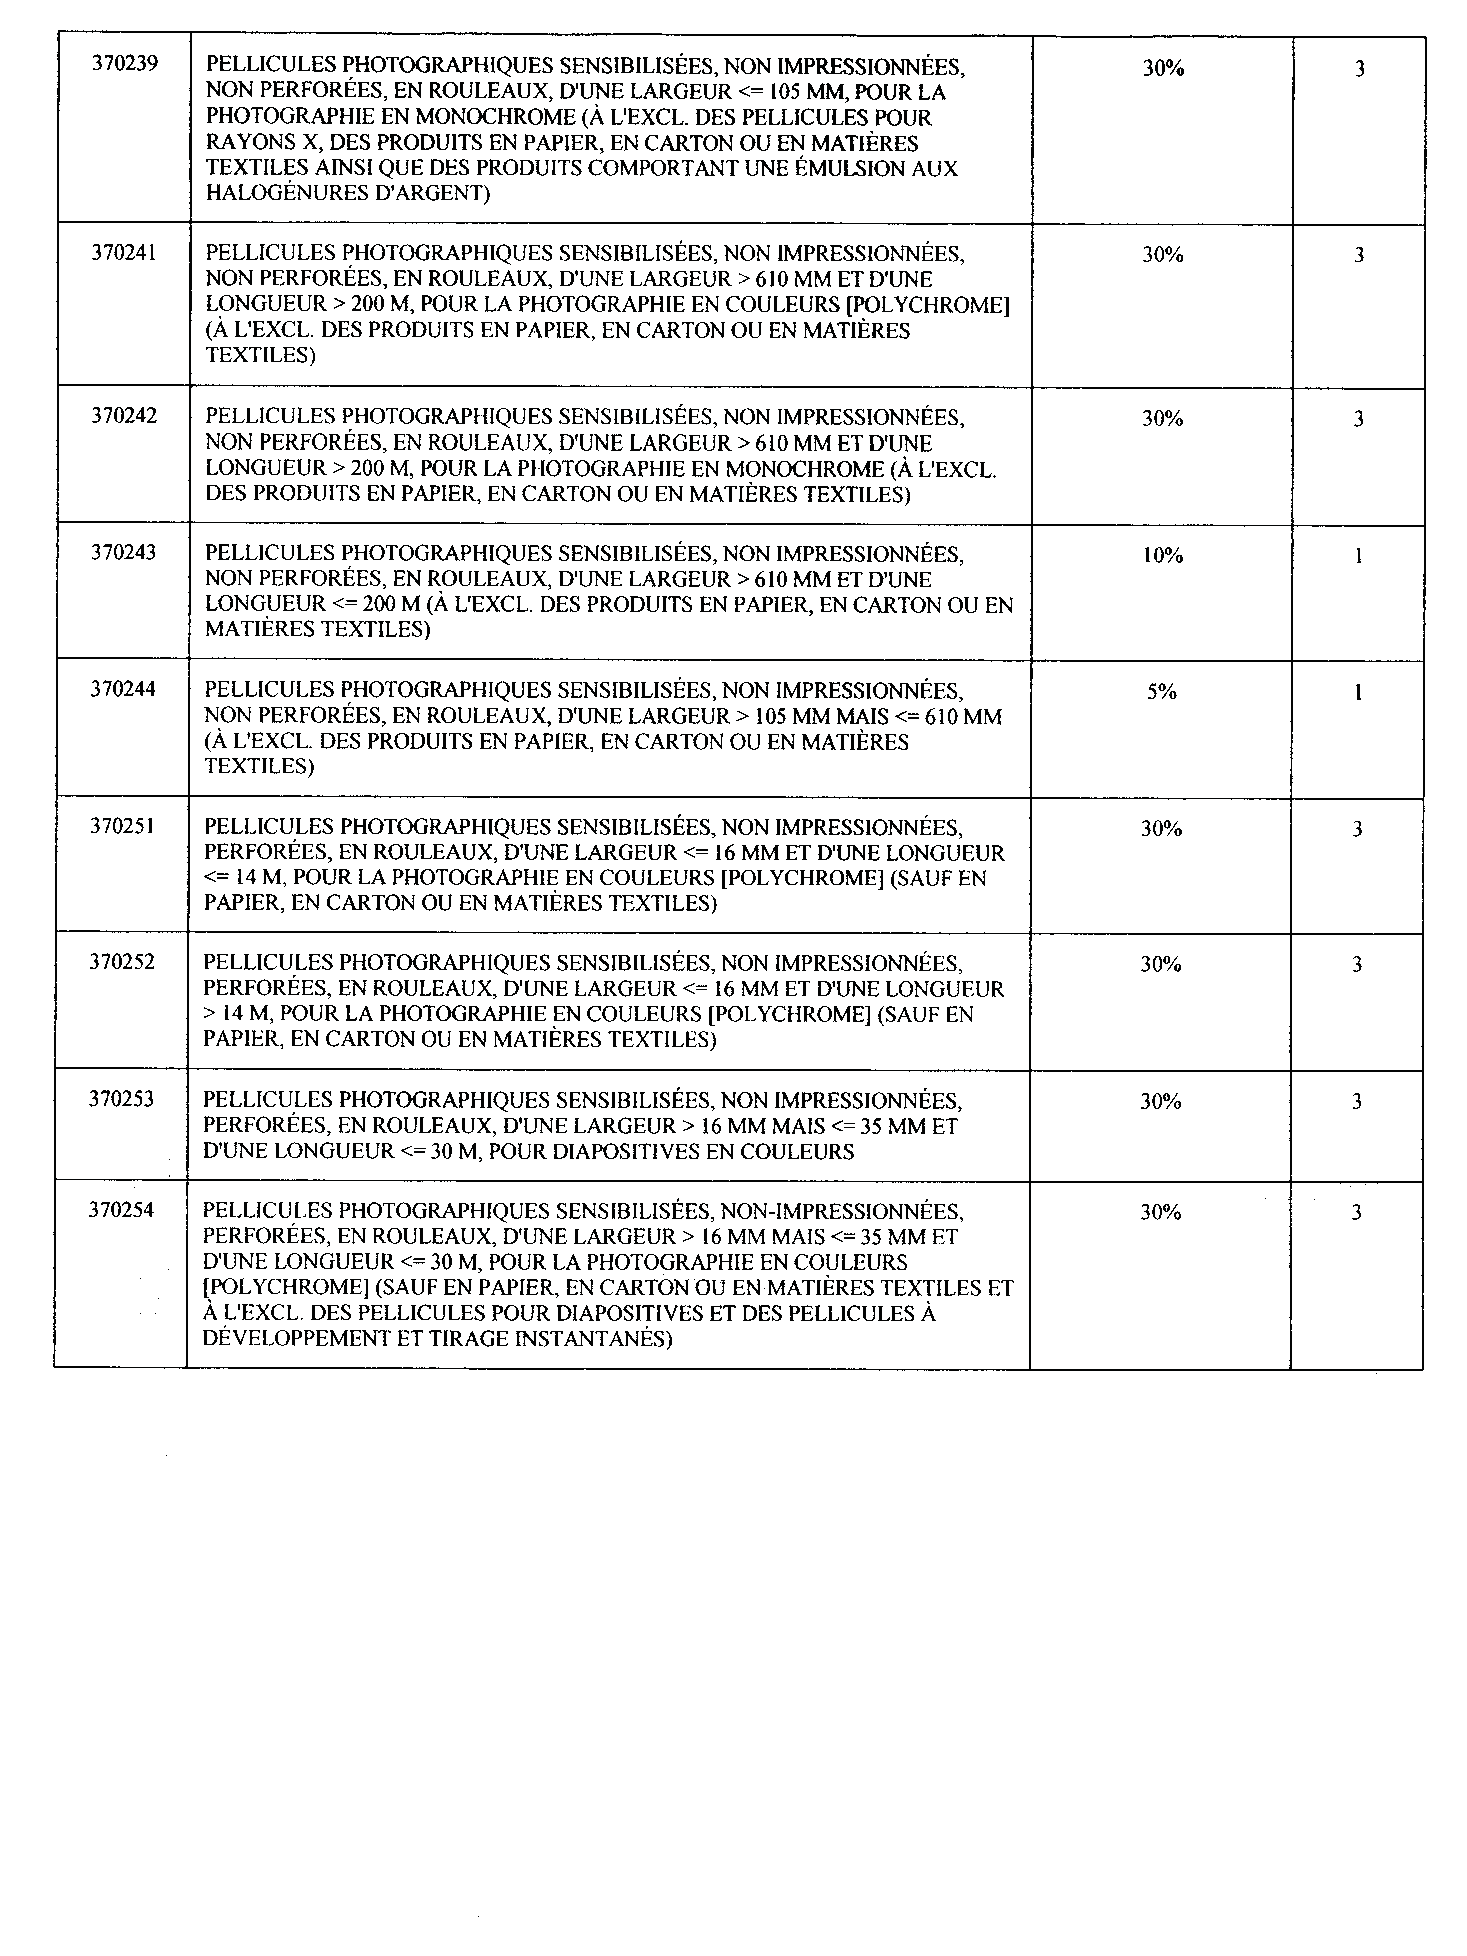 370239 PELLICULES PHOTOGRAPHIQUES SENSIBILISÉES, NON IMPRESSIONNÉES, 30% 3
NON PERFORÉES, EN ROULEAUX, D'UNE LARGEUR <= 105 MM, POUR LA
PHOTOGRAPHIE EN MONOCHROME (À L'EXCL. DES PELLICULES POUR
RAYONS X, DES PRODUITS EN PAPIER, EN CARTON OU EN MATIÈRES
TEXTILES AINSI QUE DES PRODUITS COMPORTANT UNE ÉMULSION AUX
HALOGÉNURES D'ARGENT)
370241 PELLICULES PHOTOGRAPHIQUES SENSIBILISÉES, NON IMPRESSIONNÉES, 30% 3
NON PERFORÉES, EN ROULEAUX, D'UNE LARGEUR > 610 MM ET D'UNE
LONGUEUR > 200 M, POUR LA PHOTOGRAPHIE EN COULEURS [POLYCHROME]
(À L'EXCL. DES PRODUITS EN PAPIER, EN CARTON OU EN MATIÈRES
TEXTILES)
370242 PELLICULES PHOTOGRAPHIQUES SENSIBILISÉES, NON IMPRESSIONNÉES, 30% 3
NON PERFORÉES, EN ROULEAUX, D'UNE LARGEUR > 610 MM ET D'UNE
LONGUEUR > 200 M, POUR LA PHOTOGRAPHIE EN MONOCHROME (À L'EXCL.
DES PRODUITS EN PAPIER, EN CARTON OU EN MATIÈRES TEXTILES)
370243 PELLICULES PHOTOGRAPHIQUES SENSIBILISÉES, NON IMPRESSIONNÉES, 10% 1
NON PERFORÉES, EN ROULEAUX, D'UNE LARGEUR > 610 MM ET D'UNE
LONGUEUR <= 200 M (À L'EXCL. DES PRODUITS EN PAPIER, EN CARTON OU EN
MATIÈRES TEXTILES)
370244 PELLICULES PHOTOGRAPHIQUES SENSIBILISÉES, NON IMPRESSIONNÉES, 5% 1
NON PERFORÉES, EN ROULEAUX, D'UNE LARGEUR > 105 MM MAIS <= 610 MM
(À L'EXCL. DES PRODUITS EN PAPIER, EN CARTON OU EN MATIÈRES
TEXTILES)
370251 PELLICULES PHOTOGRAPHIQUES SENSIBILISÉES, NON IMPRESSIONNÉES, 30% 3
PERFORÉES, EN ROULEAUX, D'UNE LARGEUR <= 16 MM ET D'UNE LONGUEUR
<= 14 M, POUR LA PHOTOGRAPHIE EN COULEURS [POLYCHROME] (SAUF EN
PAPIER, EN CARTON OU EN MATIÈRES TEXTILES)
370252 PELLICULES PHOTOGRAPHIQUES SENSIBILISÉES, NON IMPRESSIONNÉES, 30% 3
PERFORÉES, EN ROULEAUX, D'UNE LARGEUR <= 16 MM ET D'UNE LONGUEUR
> 14 M, POUR LA PHOTOGRAPHIE EN COULEURS [POLYCHROME] (SAUF EN
PAPIER, EN CARTON OU EN MATIÈRES TEXTILES)
370253 PELLICULES PHOTOGRAPHIQUES SENSIBILISÉES, NON IMPRESSIONNÉES, 30% 3
PERFORÉES, EN ROULEAUX, D'UNE LARGEUR > 16 MM MAIS <= 35 MM ET
D'UNE LONGUEUR <= 30 M, POUR DIAPOSITIVES EN COULEURS
370254 PELLICULES PHOTOGRAPHIQUES SENSIBILISÉES, NON-IMPRESSIONNÉES, 30% 3
PERFORÉES, EN ROULEAUX, D'UNE LARGEUR > 16 MM MAIS <= 35 MM ET
D'UNE LONGUEUR <= 30 M, POUR LA PHOTOGRAPHIE EN COULEURS
[POLYCHROME] (SAUF EN PAPIER, EN CARTON OU EN MATIÈRES TEXTILES ET
À L'EXCL. DES PELLICULES POUR DIAPOSITIVES ET DES PELLICULES À
DÉVELOPPEMENT ET TIRAGE INSTANTANÉS)